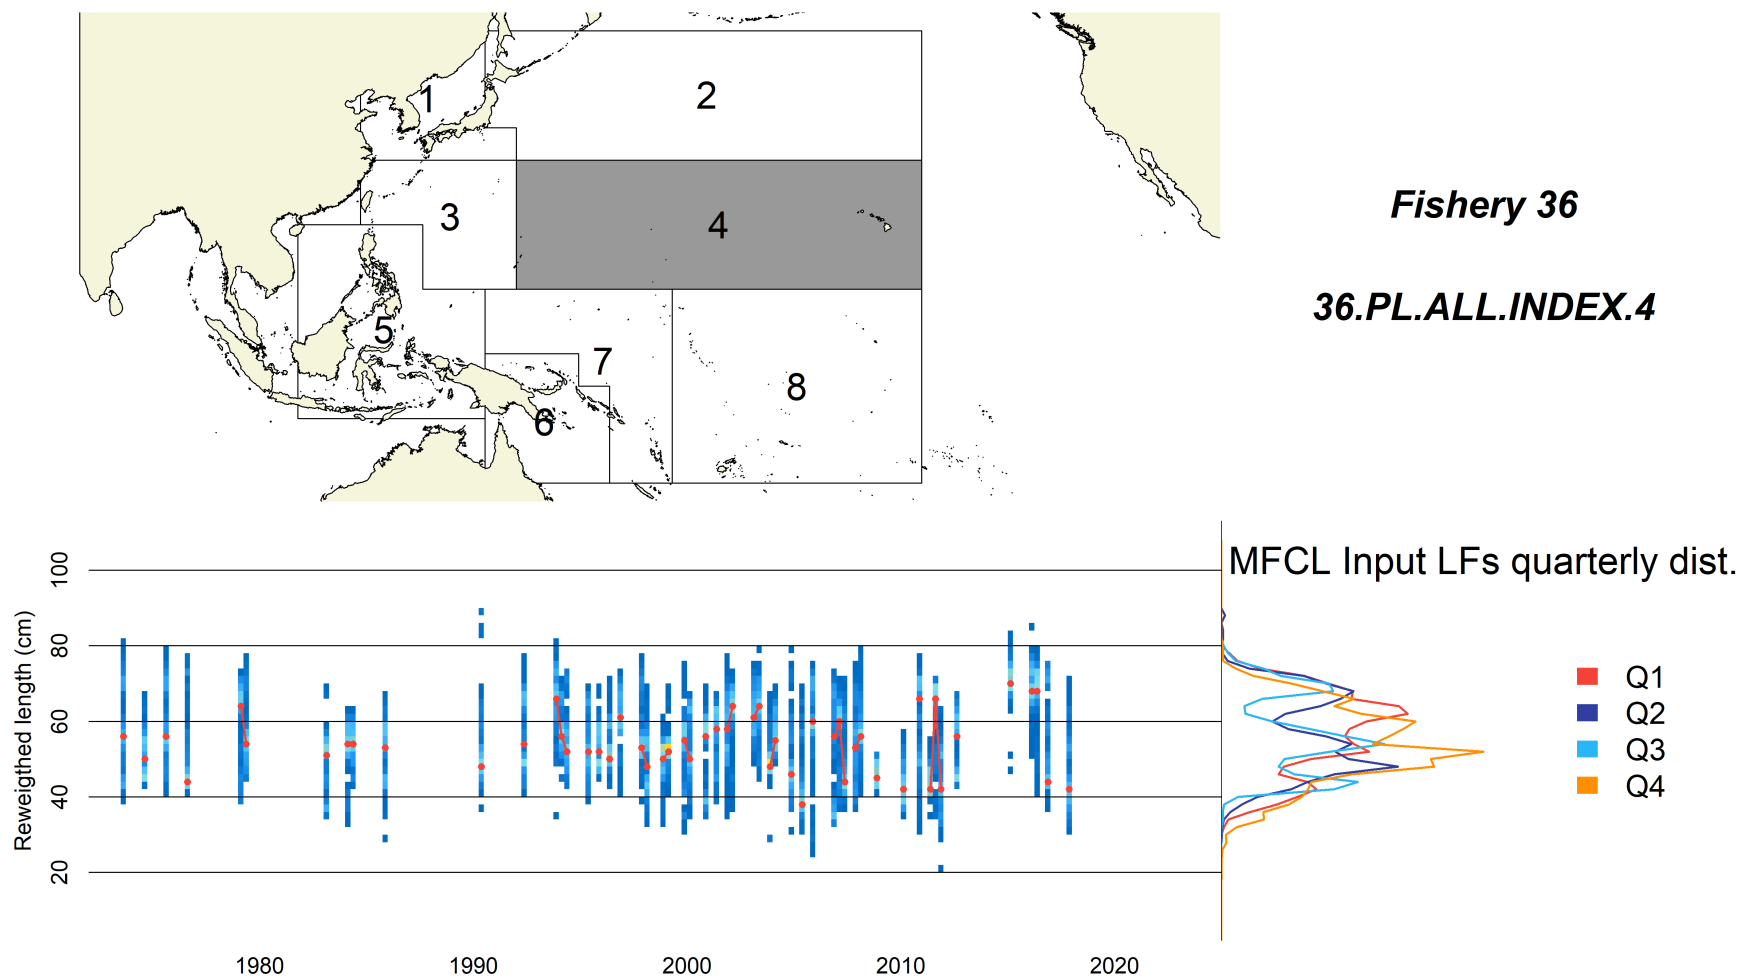 1
2
3
4
5
6
7
8
Fishery 36
36.PL.ALL.INDEX.4
Reweigthed length (cm)
100
80
60
40
20
1980
1990
2000
2010
2020
MFCL Input LFs quarterly dist.
Q1
Q2
Q3
Q4